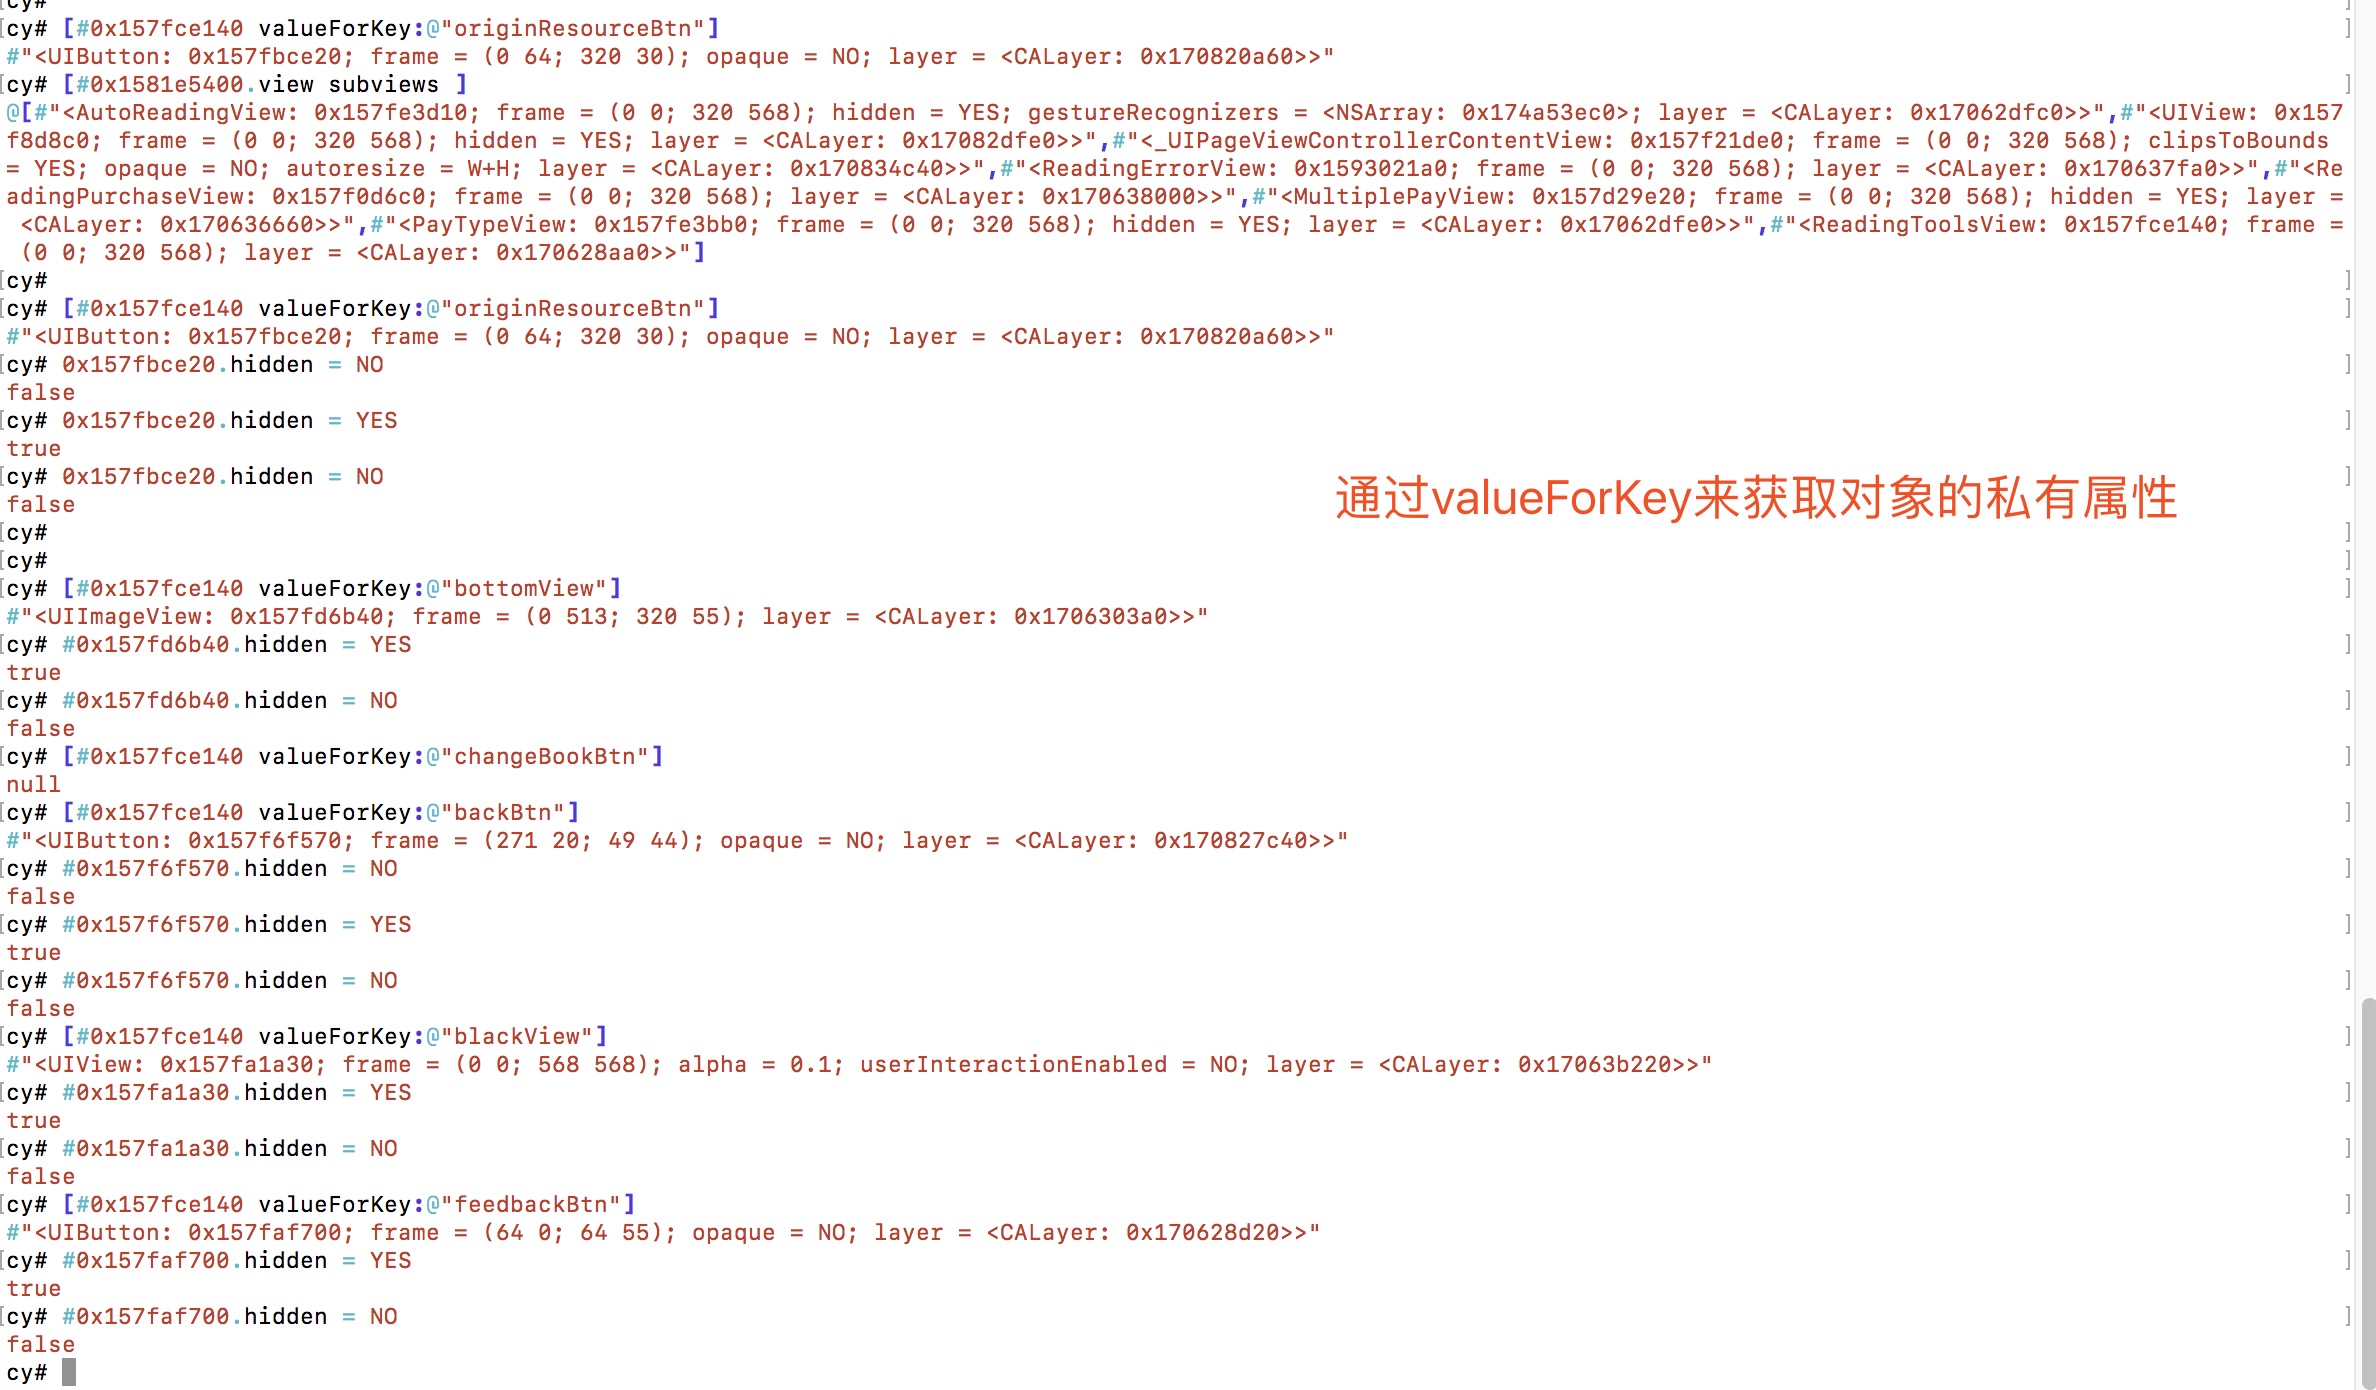 cy#
cy# [#0x157fce140 valueForKey:@"originResourceBtn"]
#"<UIButton: 0x157fbce20; frame = (0 64; 320 30); opaque = NO; layer = <CALayer: 0x170820a60>>"
cy# [#0x1581e5400.view subviews ]
@[#"<AutoReadingView: 0x157fe3d10; frame = (0 0; 320 568); hidden = YES; gestureRecognizers = <NSArray: 0x174a53ec0>; layer = <CALayer: 0x17062dfc0>>",#"<UIView: 0x157
f8d8c0; frame = (0 0; 320 568); hidden = YES; layer = <CALayer: 0x17082dfe0>>",#"<_UIPageViewControllerContentView: 0x157f21de0; frame = (0 0; 320 568); clipsToBounds
= YES; opaque = NO; autoresize = W+H; layer = <CALayer: 0x170834c40>>",#"<ReadingErrorView: 0x1593021a0; frame = (0 0; 320 568); layer = <CALayer: 0x170637fa0>>",#"<Re
adingPurchaseView: 0x157f0d6c0; frame = (0 0; 320 568); layer = <CALayer: 0x170638000>>",#"<MultiplePayView: 0x157d29e20; frame = (0 0; 320 568); hidden = YES; layer =
<CALayer: 0x170636660>>",#"<PayTypeView: 0x157fe3bb0; frame = (0 0; 320 568); hidden = YES; layer = <CALayer: 0x17062dfe0>>",#"<ReadingToolsView: 0x157fce140; frame =
(0 0; 320 568); layer = <CALayer: 0x170628aa0>>"]
cy#
cy# [#0x157fce140 valueForKey:@"originResourceBtn"]
#"<UIButton: 0x157fbce20; frame = (0 64; 320 30); opaque = NO; layer = <CALayer: 0x170820a60>>"
cy# 0x157fbce20.hidden = NO
false
cy# 0x157fbce20.hidden = YES
true
cy# 0x157fbce20.hidden = NO
通过valueForKey来获取对象的私有属性
false
cy#
cy#
cy# [#0x157fce140 valueForKey:@"bottomView"]
#"<UIImageView: 0x157fd6b40; frame = (0 513; 320 55); layer = <CALayer: 0x1706303a0>>"
cy# #0x157fd6b40.hidden = YES
true
cy# #0x157fd6b40.hidden = NO
false
cy# [#0x157fce140 valueForKey:@"changeBookBtn"]
null
cy# [#0x157fce140 valueForKey:@"backBtn"]
#"<UIButton: 0x157f6f570; frame = (271 20; 49 44); opaque = NO; layer = <CALayer: 0x170827c40>>"
cy# #0x157f6f570.hidden = NO
false
cy# #0x157f6f570.hidden = YES
true
cy# #0x157f6f570.hidden = NO
false
cy# [#0x157fce140 valueForKey:@"blackView"]
#"<UIView: 0x157fa1a30; frame = (0 0; 568 568); alpha = 0.1; userInteractionEnabled = NO; layer = <CALayer: 0x17063b220>>"
cy# #0x157fa1a30.hidden = YES
true
cy# #0x157fa1a30.hidden = NO
false
cy# [#0x157fce140 valueForKey:@"feedbackBtn"]
#"<UIButton: 0x157faf700; frame = (64 0; 64 55); opaque = NO; layer = <CALayer: 0x170628d20>>"
cy# #0x157faf700.hidden = YES
true
cy# #0x157faf700.hidden = NO
false
cy#